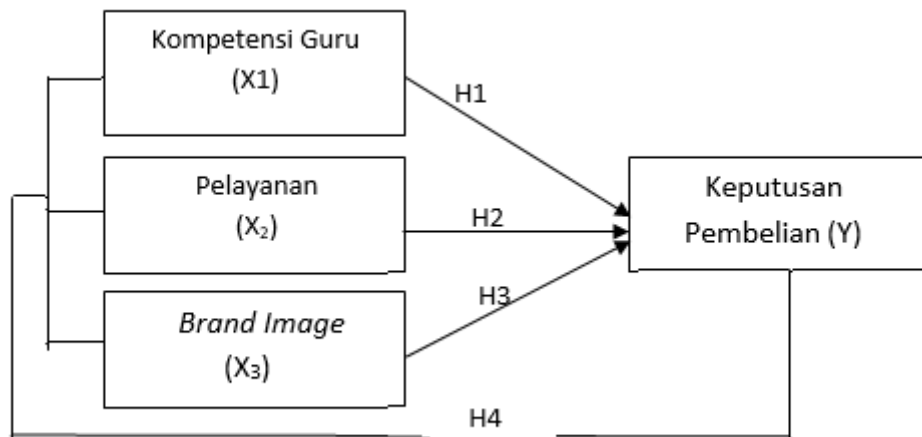 Kompetensi Guru
(X1)
H1
Pelayanan
(X₂)
H2
Keputusan
Pembelian (Y)
H3
Brand Image
(X₃)
H4